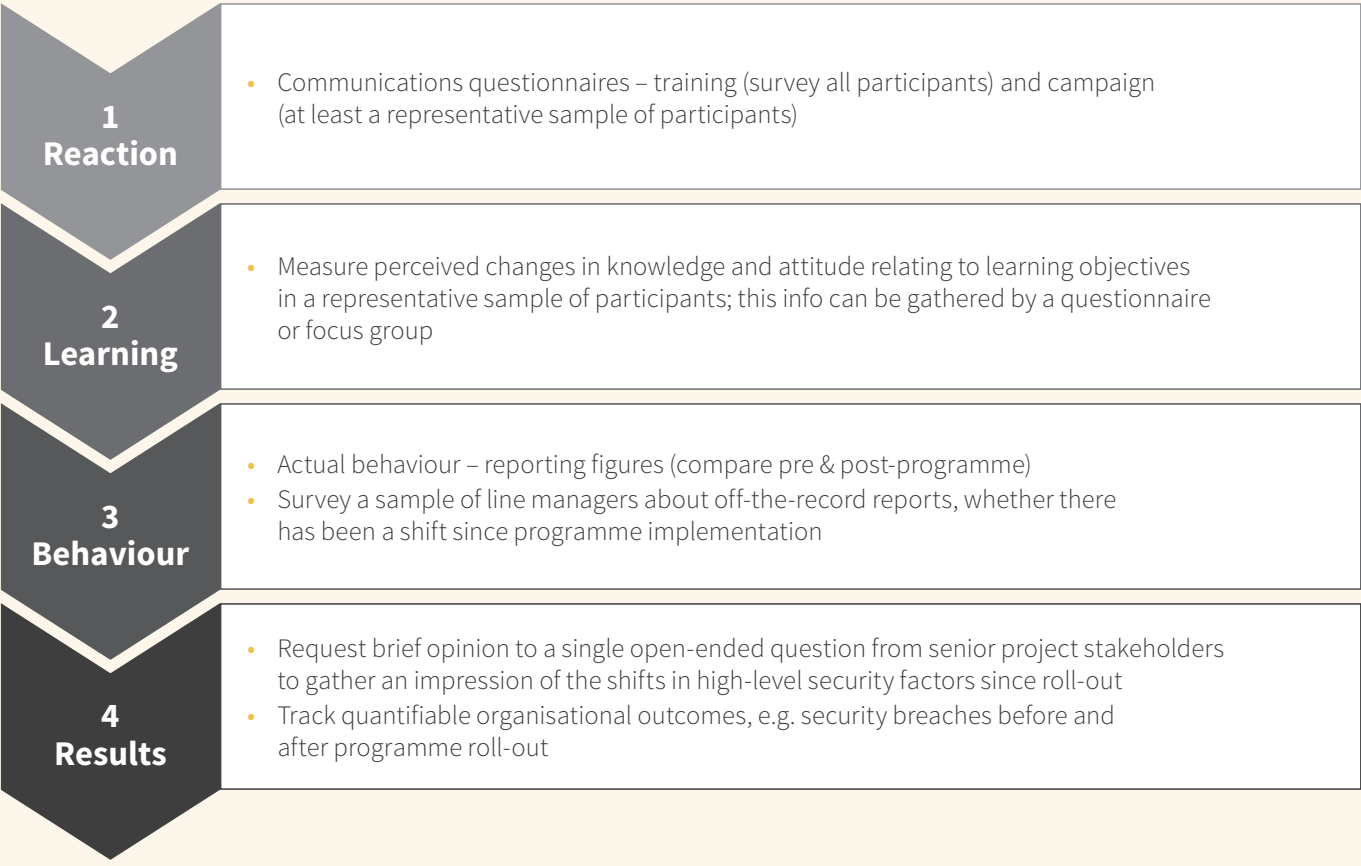 1
Reaction
• Communications questionnaires – training (survey all participants) and campaign
(at least a representative sample of participants)
2
Learning
• Measure perceived changes in knowledge and attitude relating to learning objectives
in a representative sample of participants; this info can be gathered by a questionnaire
or focus group
3
Behaviour
• Actual behaviour – reporting figures (compare pre & post-programme)
• Survey a sample of line managers about off-the-record reports, whether there
has been a shift since programme implementation
4
Results
• Request brief opinion to a single open-ended question from senior project stakeholders
to gather an impression of the shifts in high-level security factors since roll-out
• Track quantifiable organisational outcomes, e.g. security breaches before and
after programme roll-out